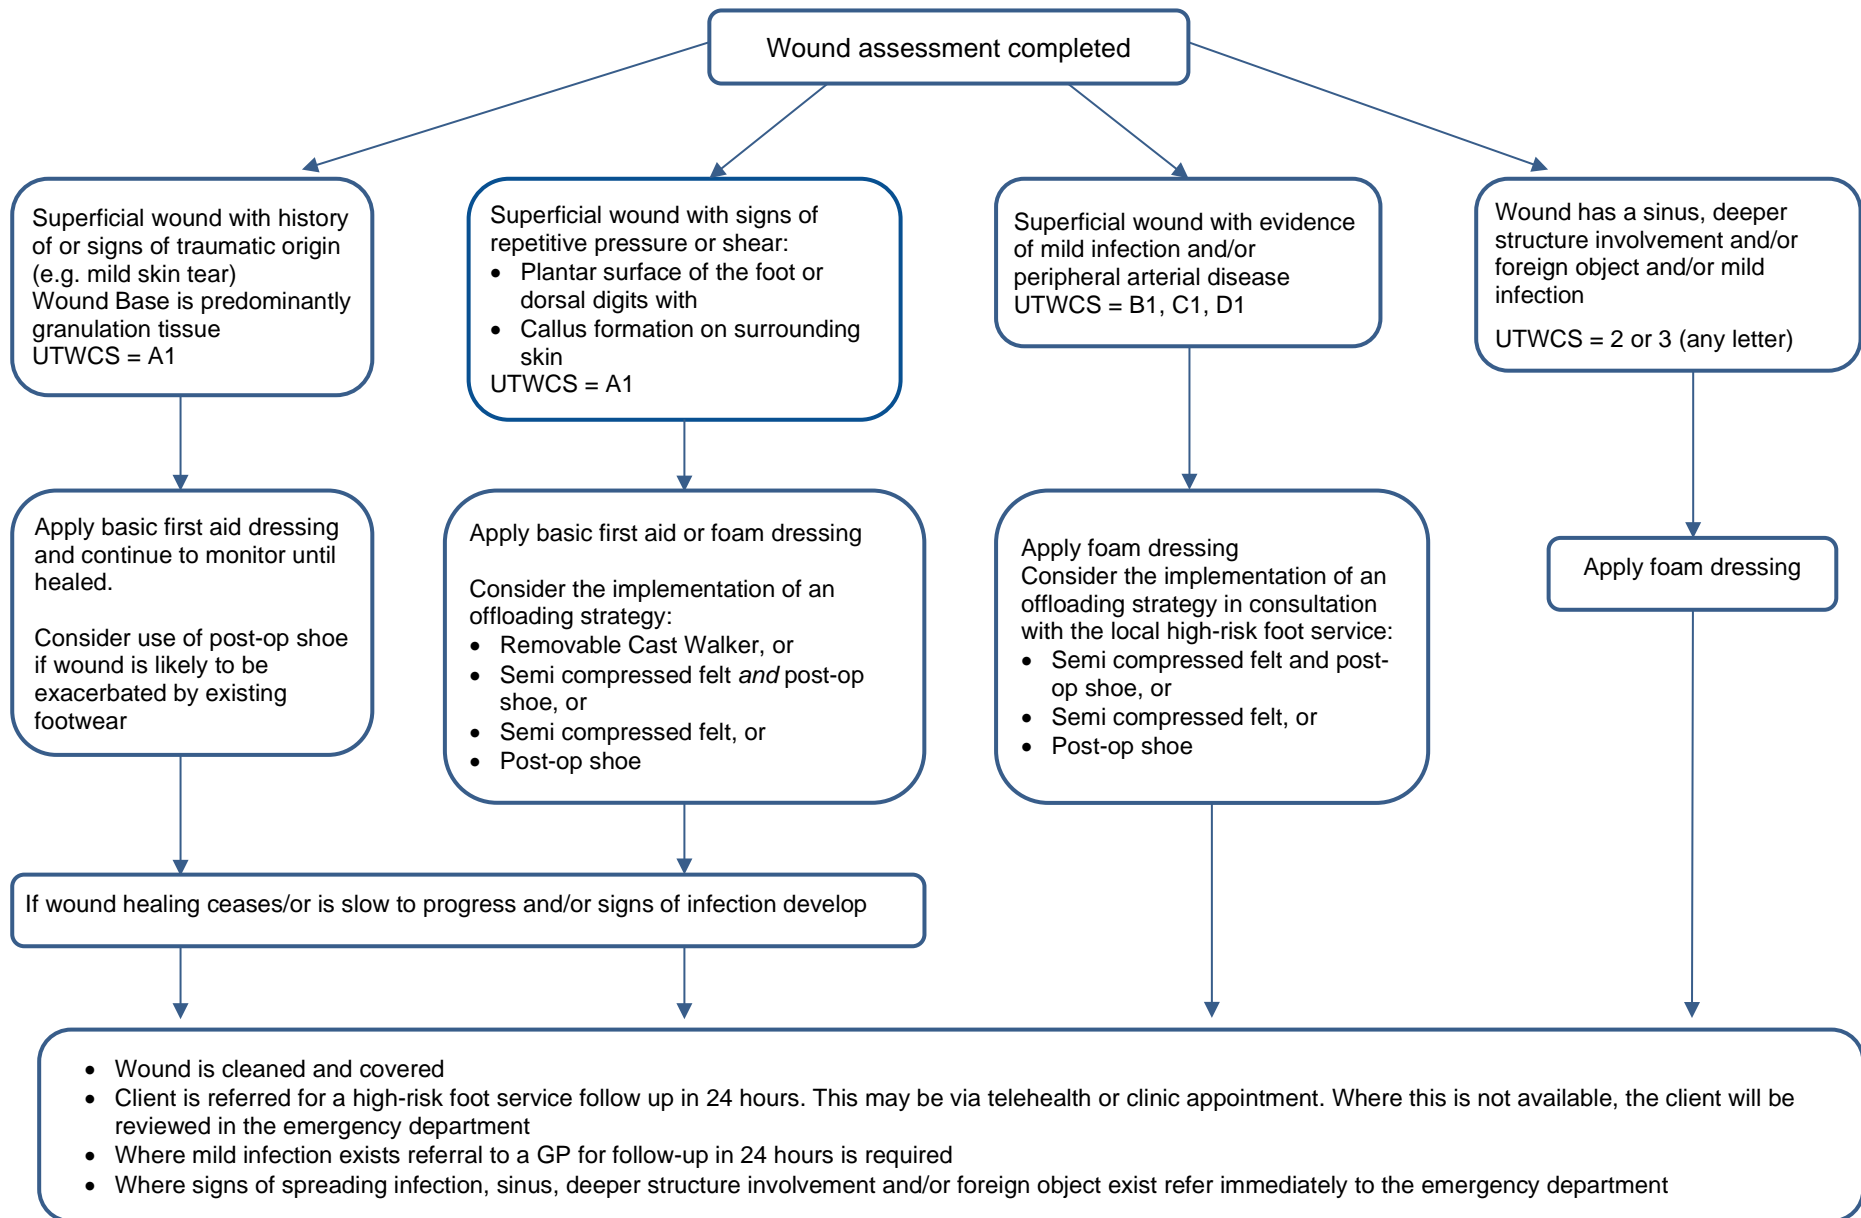 Wound assessment completed
Superficial wound with history
of or signs of traumatic origin
(e.g. mild skin tear)
Wound Base is predominantly
granulation tissue
UTWCS = A1
Superficial wound with signs of
repetitive pressure or shear:
• Plantar surface of the foot or
dorsal digits with
• Callus formation on surrounding
skin
UTWCS = A1
Superficial wound with evidence
of mild infection and/or
peripheral arterial disease
UTWCS = B1, C1, D1
Wound has a sinus, deeper
structure involvement and/or
foreign object and/or mild
infection
UTWCS = 2 or 3 (any letter)
Apply basic first aid dressing
and continue to monitor until
healed.
Consider use of post-op shoe
if wound is likely to be
exacerbated by existing
footwear
Apply basic first aid or foam dressing
Consider the implementation of an
offloading strategy:
• Removable Cast Walker, or
• Semi compressed felt and post-op
shoe, or
• Semi compressed felt, or
• Post-op shoe
Apply foam dressing
Consider the implementation of an
offloading strategy in consultation
with the local high-risk foot service:
• Semi compressed felt and post-
op shoe, or
• Semi compressed felt, or
• Post-op shoe
Apply foam dressing
If wound healing ceases/or is slow to progress and/or signs of infection develop
• Wound is cleaned and covered
• Client is referred for a high-risk foot service follow up in 24 hours. This may be via telehealth or clinic appointment. Where this is not available, the client will be
reviewed in the emergency department
• Where mild infection exists referral to a GP for follow-up in 24 hours is required
• Where signs of spreading infection, sinus, deeper structure involvement and/or foreign object exist refer immediately to the emergency department